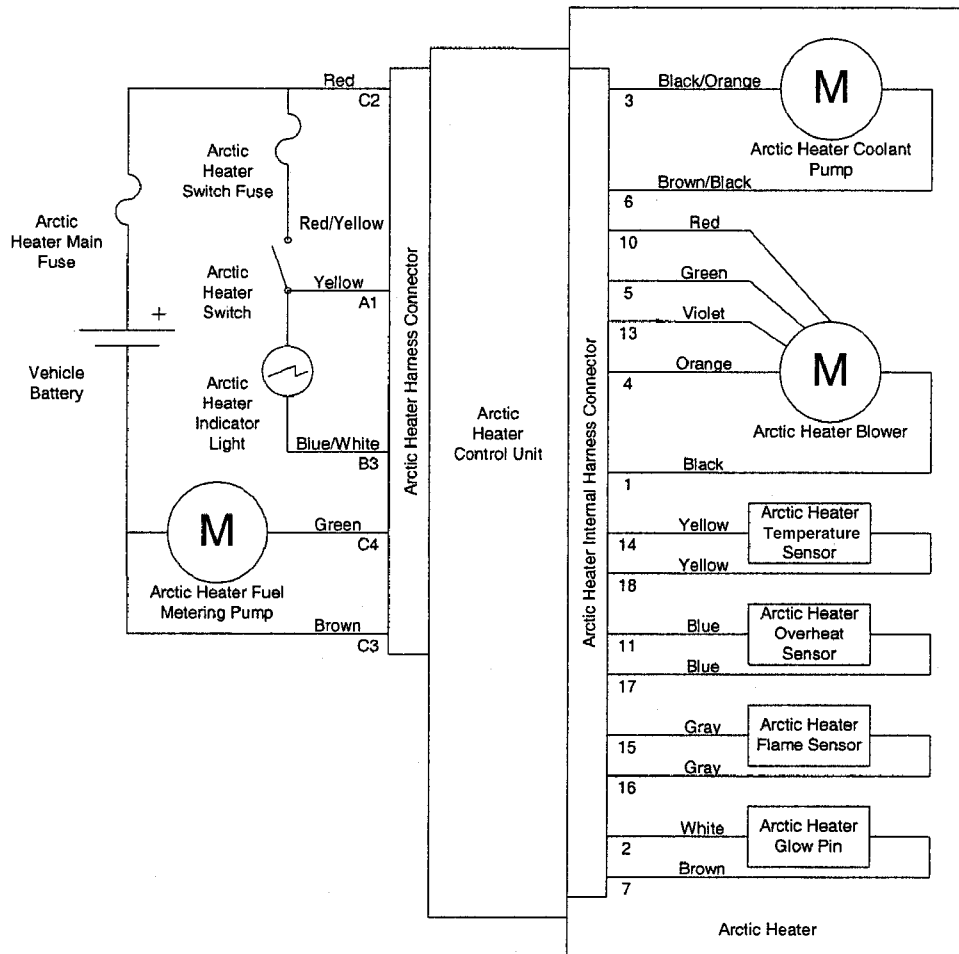 Red
C2
Arctic
Heater
Switch Fuse
Red/Yellow
Arctic
Heater Main
Fuse
Arctic
Heater
Switch
Yellow
A1
+
Vehicle
Battery
Arctic
Heater
Indicator
Light
Blue/White
B3
M
Green
C4
Arctic Heater Fuel
Metering Pump
Brown
C3
Arctic Heater Harness Connector
Arctic
Heater
Control Unit
Arctic Heater Internal Harness Connector
Black/Orange
3
M
Arctic Heater Coolant
Pump
Brown/Black
6
Red
10
Green
5
Violet
13
Orange
4
M
Arctic Heater Blower
Black
1
Yellow
14
Arctic Heater
Temperature
Sensor
Yellow
18
Blue
11
Arctic Heater
Overheat
Sensor
Blue
17
Gray
15
Arctic Heater
Flame Sensor
Gray
16
White
2
Arctic Heater
Glow Pin
Brown
7
Arctic Heater